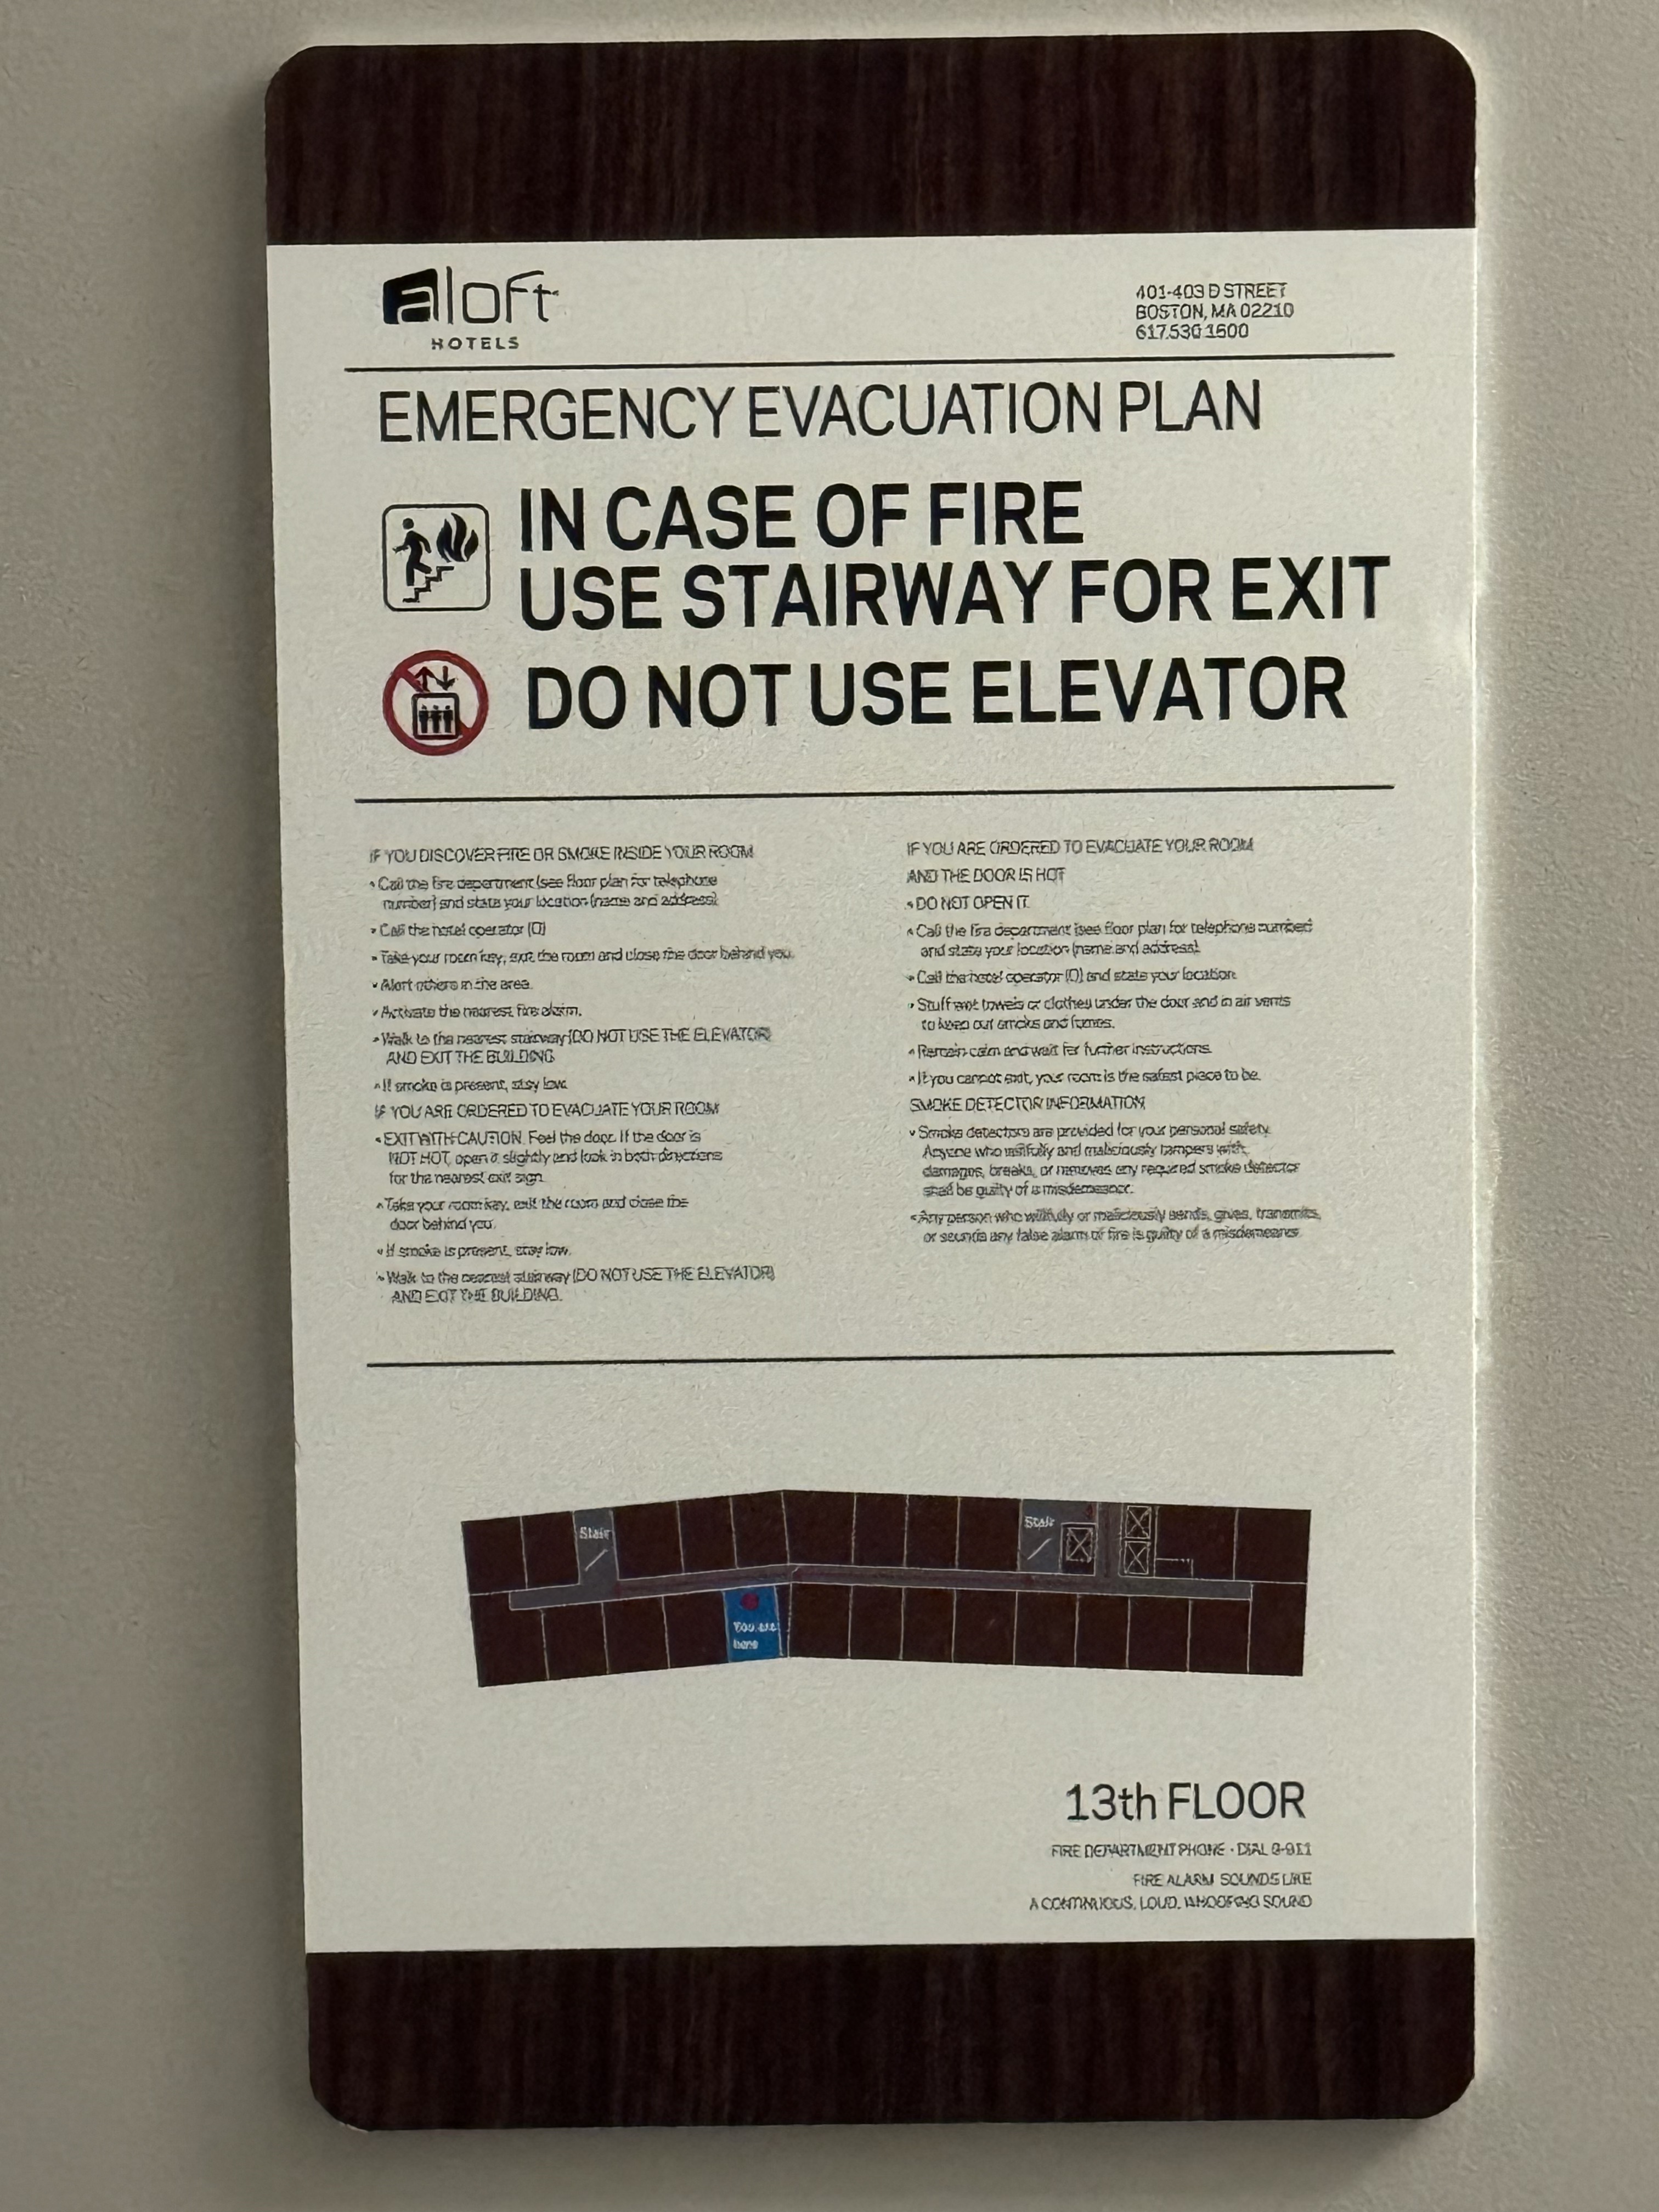 aloft
HOTELS
401-403 D STREET
BOSTON, MA 02210
617.530.1600
EMERGENCY EVACUATION PLAN
IN CASE OF FIRE
USE STAIRWAY FOR EXIT
DO NOT USE ELEVATOR
IF YOU DISCOVER FIRE OR SMOKE INSIDE YOUR ROOM
• Call the fire department (see floor plan for telephone
number) and state your location (name and address).
• Call the hotel operator (0)
• Take your room key, exit the room and close the door behind you.
• Alert others in the area.
• Activate the nearest fire alarm.
• Walk to the nearest stairway (DO NOT USE THE ELEVATOR)
AND EXIT THE BUILDING
• If smoke is present, stay low.
IF YOU ARE ORDERED TO EVACUATE YOUR ROOM
• EXIT WITH CAUTION. Feel the door. If the door is
NOT HOT, open it slightly and look in both directions
for the nearest exit sign.
• Take your room key, exit the room and close the
door behind you.
• If smoke is present, stay low.
• Walk to the nearest stairway (DO NOT USE THE ELEVATOR)
AND EXIT THE BUILDING.
IF YOU ARE ORDERED TO EVACUATE YOUR ROOM
AND THE DOOR IS HOT
• DO NOT OPEN IT.
• Call the fire department (see floor plan for telephone number)
and state your location (name and address).
• Call the hotel operator (0) and state your location.
• Stuff wet towels or clothes under the door and in air vents
to keep out smoke and fumes.
• Remain calm and wait for further instructions.
• If you cannot exit, your room is the safest place to be.
SMOKE DETECTOR INFORMATION
• Smoke detectors are provided for your personal safety.
Anyone who willfully and maliciously tampers with,
damages, breaks, or removes any required smoke detector
shall be guilty of a misdemeanor.
• Any person who willfully or maliciously sends, gives, transmits,
or sounds any false alarm of fire is guilty of a misdemeanor.
Stair
Stair
You are
here
13th FLOOR
FIRE DEPARTMENT PHONE - DIAL 9-911
FIRE ALARM SOUNDS LIKE
A CONTINUOUS, LOUD, WHOOPING SOUND